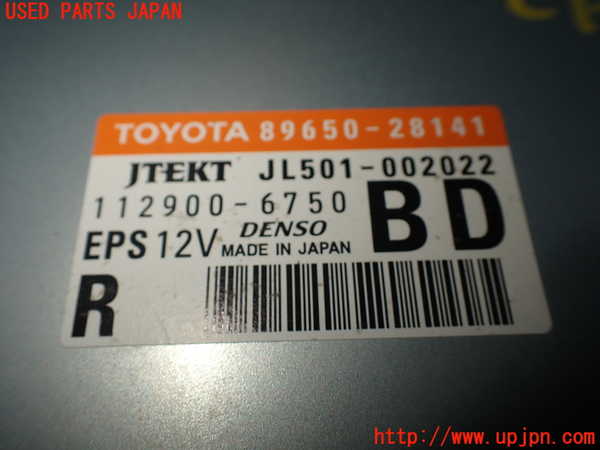 USED PARTS JAPAN
TOYOTA 89650-28141
JTEKT JL501-002022
112900-6750 BD
EPS 12V DENSO
MADE IN JAPAN
R
http://www.upjpn.com/